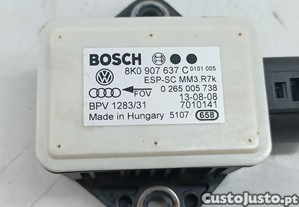 BOSCH
8K0 907 637 C 0101 005
ESP-SC MM3.R7k
FOV 0 265 005 738
13-08-08
BPV 1283/31 7010141
Made in Hungary 5107 658
CustoJusto.pt